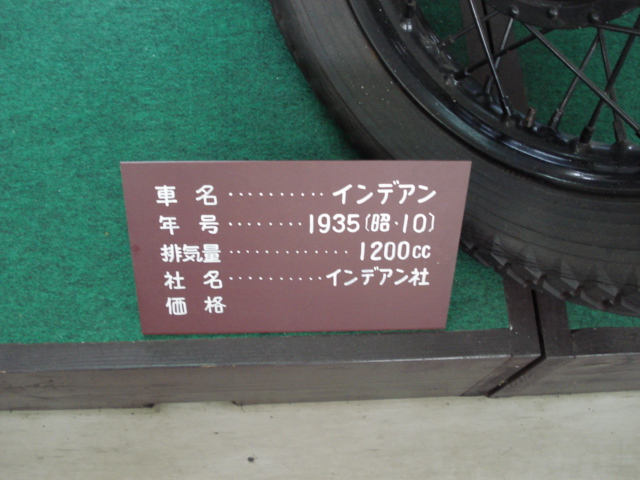 車名··········インデアン
年号········1935〔昭·10〕
排気量·············1200cc
社名··········インデアン社
価格